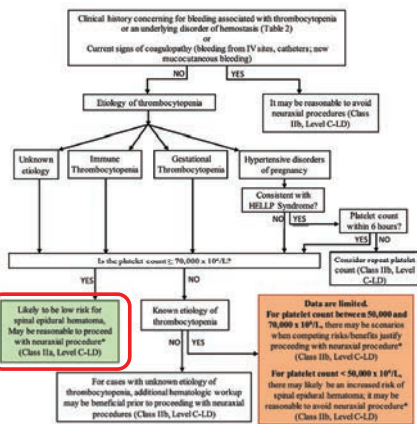 Clinical history concerning for bleeding associated with thrombocytopenia
or an underlying disorder of hemostasis (Table 2)
or
Current signs of coagulopathy (bleeding from IV sites, catheters; new
mucocutaneous bleeding)
NO
YES
Etiology of thrombocytopenia
It may be reasonable to avoid
neuraxial procedures (Class
IIb, Level C-LD)
Unknown
etiology
Immune
Thrombocytopenia
Gestational
Thrombocytopenia
Hypertensive disorders
of pregnancy
Consistent with
HELLP Syndrome?
NO
YES
Platelet count
within 6 hours?
YES
NO
Is the platelet count ≥ 70,000 x 10⁶/L?
Consider repeat platelet
count (Class IIb, Level C-LD)
YES
NO
Likely to be low risk for
spinal epidural hematoma,
May be reasonable to proceed
with neuraxial procedure*
(Class IIa, Level C-LD)
Known etiology of
thrombocytopenia
NO
YES
For cases with unknown etiology of
thrombocytopenia, additional hematologic workup
may be beneficial prior to proceeding with neuraxial
procedures (Class IIb, Level C-LD)
Data are limited.
For platelet count between 50,000 and
70,000 x 10⁶/L, there may be scenarios
when competing risks/benefits justify
proceeding with neuraxial procedure*
(Class IIb, Level C-LD)
For platelet count < 50,000 x 10⁶/L,
there may likely be an increased risk of
spinal epidural hematoma; it may be
reasonable to avoid neuraxial procedure*
(Class IIb, Level C-LD)